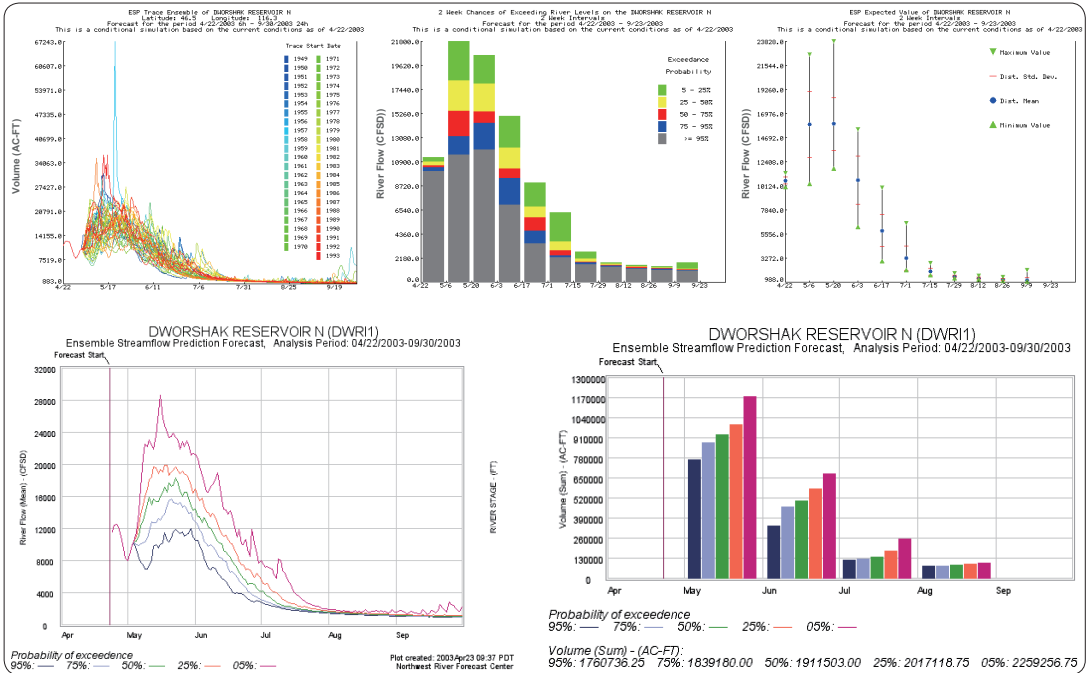 ESP Trace Ensemble of DWORSHAK RESERVOIR N
Latitude: 46.5 Longitude: 116.3
Forecast for the period 4/22/2003 6h - 9/30/2003 24h
This is a conditional simulation based on the current conditions as of 4/22/2003
Volume (AC-FT)
67243.0
60607.0
53971.0
47335.0
40699.0
34063.0
27427.0
20791.0
14155.0
7519.0
883.0
4/22 5/17 6/11 7/6 7/31 8/25 9/19
Trace Start Date
1949 1971
1950 1972
1951 1973
1952 1974
1953 1975
1954 1976
1955 1977
1956 1978
1957 1979
1958 1980
1959 1981
1960 1982
1961 1983
1962 1984
1963 1985
1964 1986
1965 1987
1966 1988
1967 1989
1968 1990
1969 1991
1970 1992
1993
2 Week Chances of Exceeding River Levels on the DWORSHAK RESERVOIR N
2 Week Intervals
Forecast for the period 4/22/2003 - 9/23/2003
This is a conditional simulation based on the current conditions as of 4/22/2003
River Flow (CFSD))
21800.0
19620.0
17440.0
15260.0
13080.0
10900.0
8720.0
6540.0
4360.0
2180.0
0.0
4/22 5/6 5/20 6/3 6/17 7/1 7/15 7/29 8/12 8/26 9/9 9/23
Exceedance
Probability
5 - 25%
25 - 50%
50 - 75%
75 - 95%
>= 95%
ESP Expected Value of DWORSHAK RESERVOIR N
2 Week Intervals
Forecast for the period 4/22/2003 - 9/23/2003
This is a conditional simulation based on the current conditions as of 4/22/2003
River Flow (CFSD))
23828.0
21544.0
19260.0
16976.0
14692.0
12408.0
10124.0
7840.0
5556.0
3272.0
988.0
4/22 5/6 5/20 6/3 6/17 7/1 7/15 7/29 8/12 8/26 9/9 9/23
Maximum Value
Dist. Std. Dev.
Dist. Mean
Minimum Value
DWORSHAK RESERVOIR N (DWRI1)
Ensemble Streamflow Prediction Forecast, Analysis Period: 04/22/2003-09/30/2003
Forecast Start
River Flow (Mean) - (CFSD)
32000
28000
24000
20000
16000
12000
8000
4000
0
Apr May Jun Jul Aug Sep
RIVER STAGE - (FT)
Probability of exceedance
95%: 75%: 50%: 25%: 05%:
Plot created: 2003Apr23 09:37 PDT
Northwest River Forecast Center
DWORSHAK RESERVOIR N (DWRI1)
Ensemble Streamflow Prediction Forecast, Analysis Period: 04/22/2003-09/30/2003
Forecast Start
Volume (Sum) - (AC-FT)
1300000
1170000
1040000
910000
780000
650000
520000
390000
260000
130000
0
Apr May Jun Jul Aug Sep
Probability of exceedance
95%: 75%: 50%: 25%: 05%:
Volume (Sum) - (AC-FT):
95%: 1760736.25 75%: 1839180.00 50%: 1911503.00 25%: 2017118.75 05%: 2259256.75